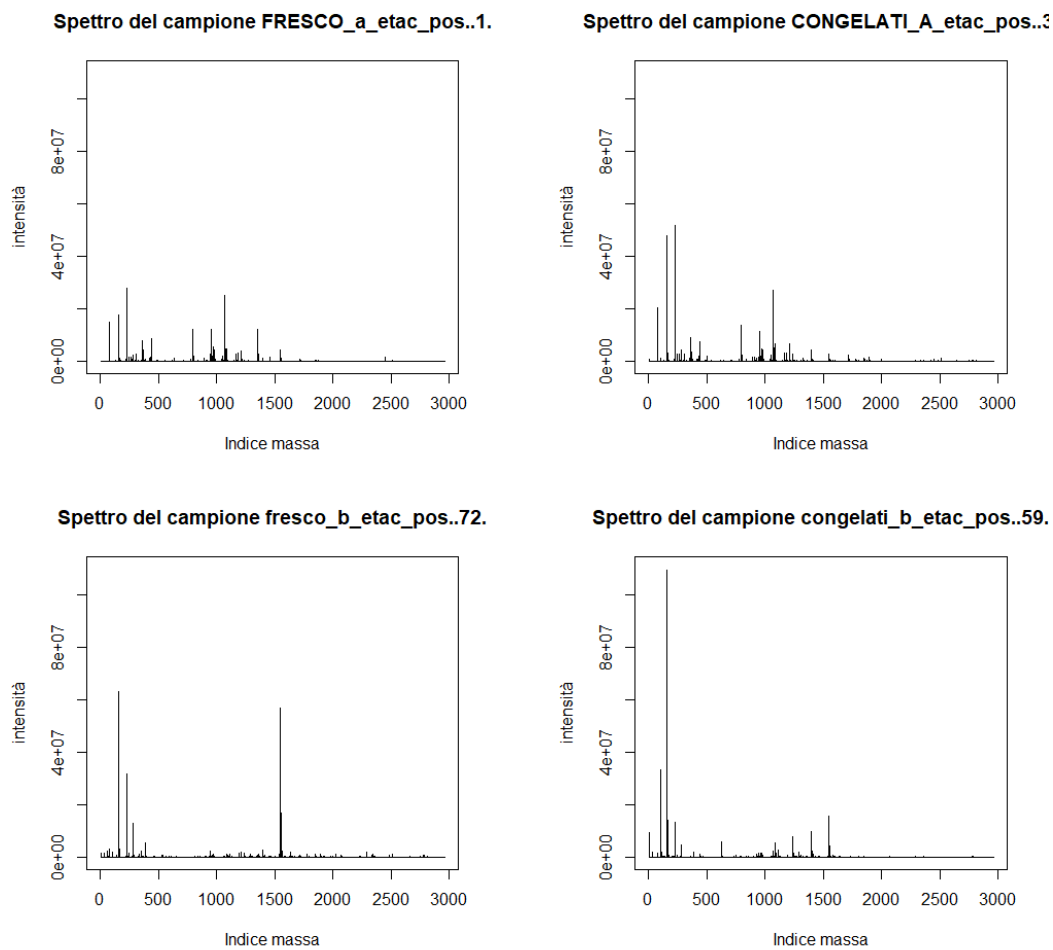 Spettro del campione FRESCO_a_etac_pos..1.
intensità
8e+07
4e+07
0e+00
0 500 1000 1500 2000 2500 3000
Indice massa
Spettro del campione CONGELATI_A_etac_pos..3
intensità
8e+07
4e+07
0e+00
0 500 1000 1500 2000 2500 3000
Indice massa
Spettro del campione fresco_b_etac_pos..72.
intensità
8e+07
4e+07
0e+00
0 500 1000 1500 2000 2500 3000
Indice massa
Spettro del campione congelati_b_etac_pos..59.
intensità
8e+07
4e+07
0e+00
0 500 1000 1500 2000 2500 3000
Indice massa